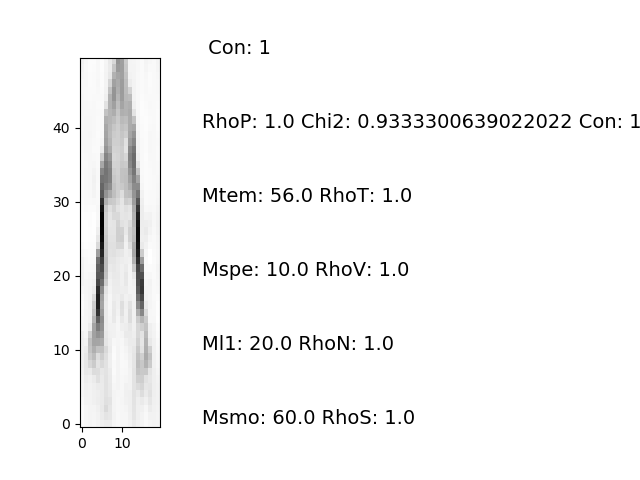 Con: 1
RhoP: 1.0 Chi2: 0.9333300639022022 Con: 1
Mtem: 56.0 RhoT: 1.0
Mspe: 10.0 RhoV: 1.0
Ml1: 20.0 RhoN: 1.0
Msmo: 60.0 RhoS: 1.0
40
30
20
10
0
0 10